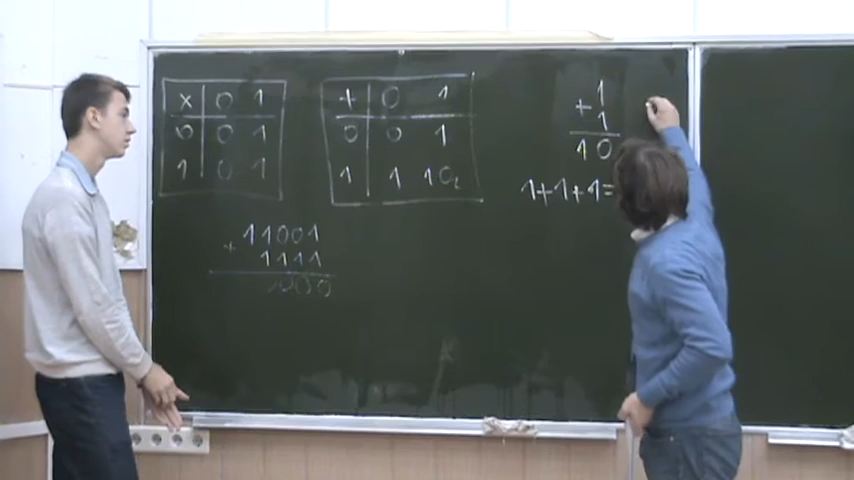 × 0 1
0 0 1
1 0 1
+ 0 1
0 0 1
1 1 10₂
1
+ 1
10
1+1+1=
11001
+ 1111
000